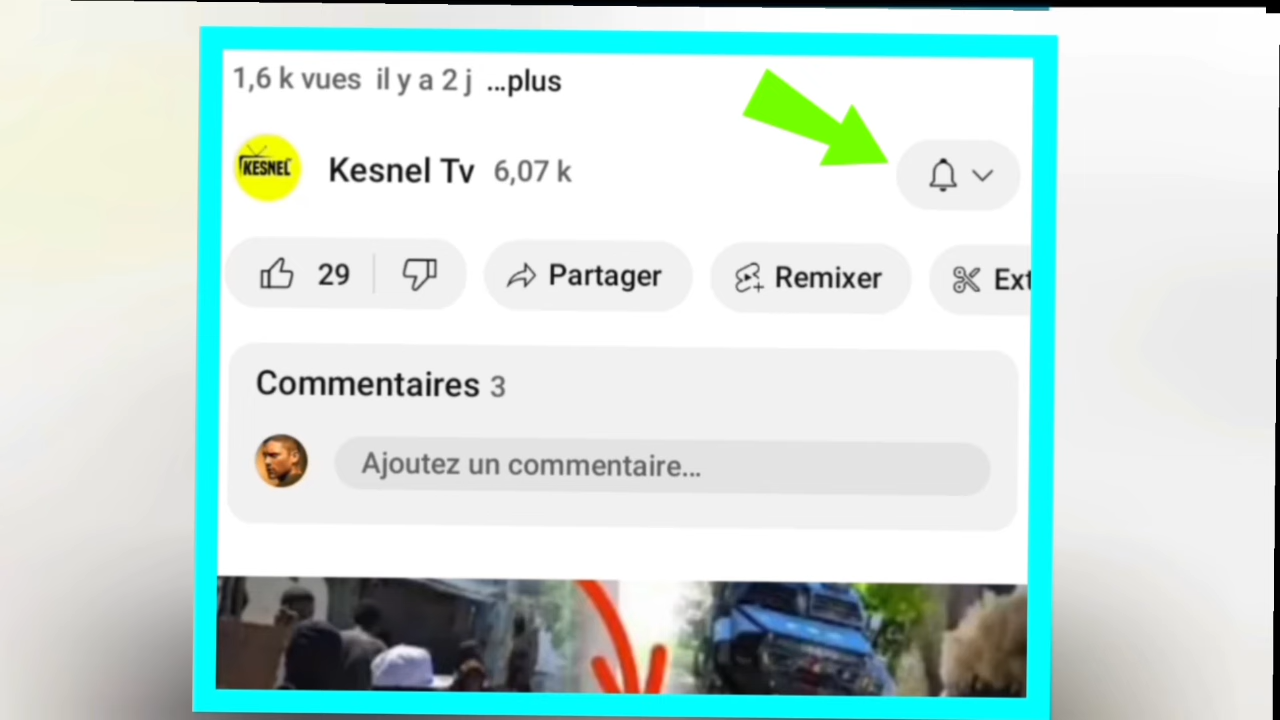 1,6 k vues il y a 2 j ...plus
KESNEL
Kesnel Tv 6,07 k
29 Partager Remixer Ext
Commentaires 3
Ajoutez un commentaire...